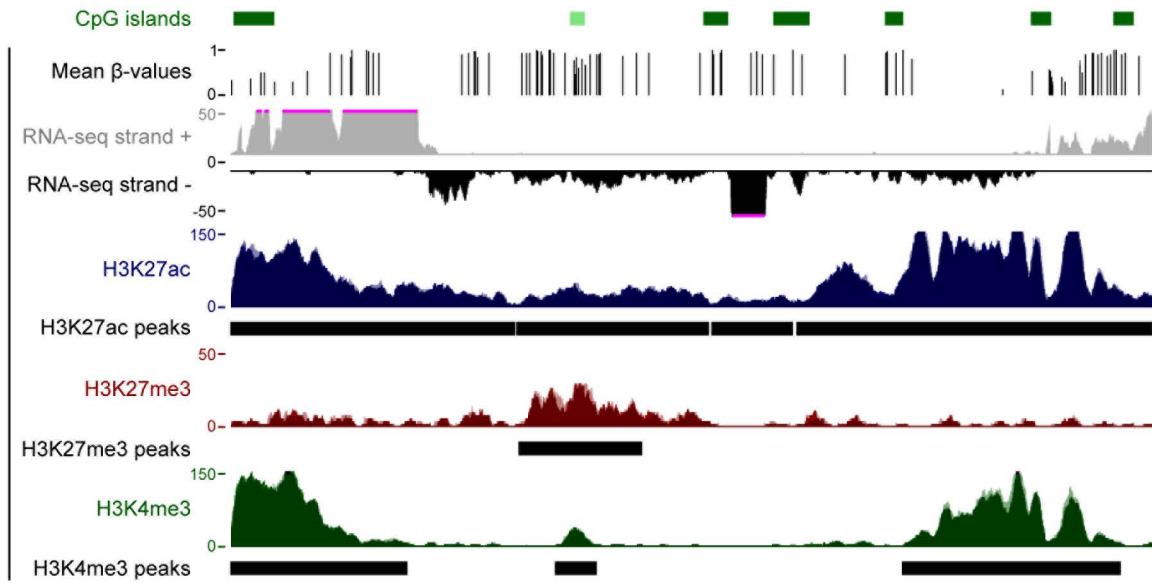 CpG islands
Mean β-values
1
0
RNA-seq strand +
50
0
RNA-seq strand -
-50
H3K27ac
150
0
H3K27ac peaks
H3K27me3
50
0
H3K27me3 peaks
H3K4me3
150
0
H3K4me3 peaks